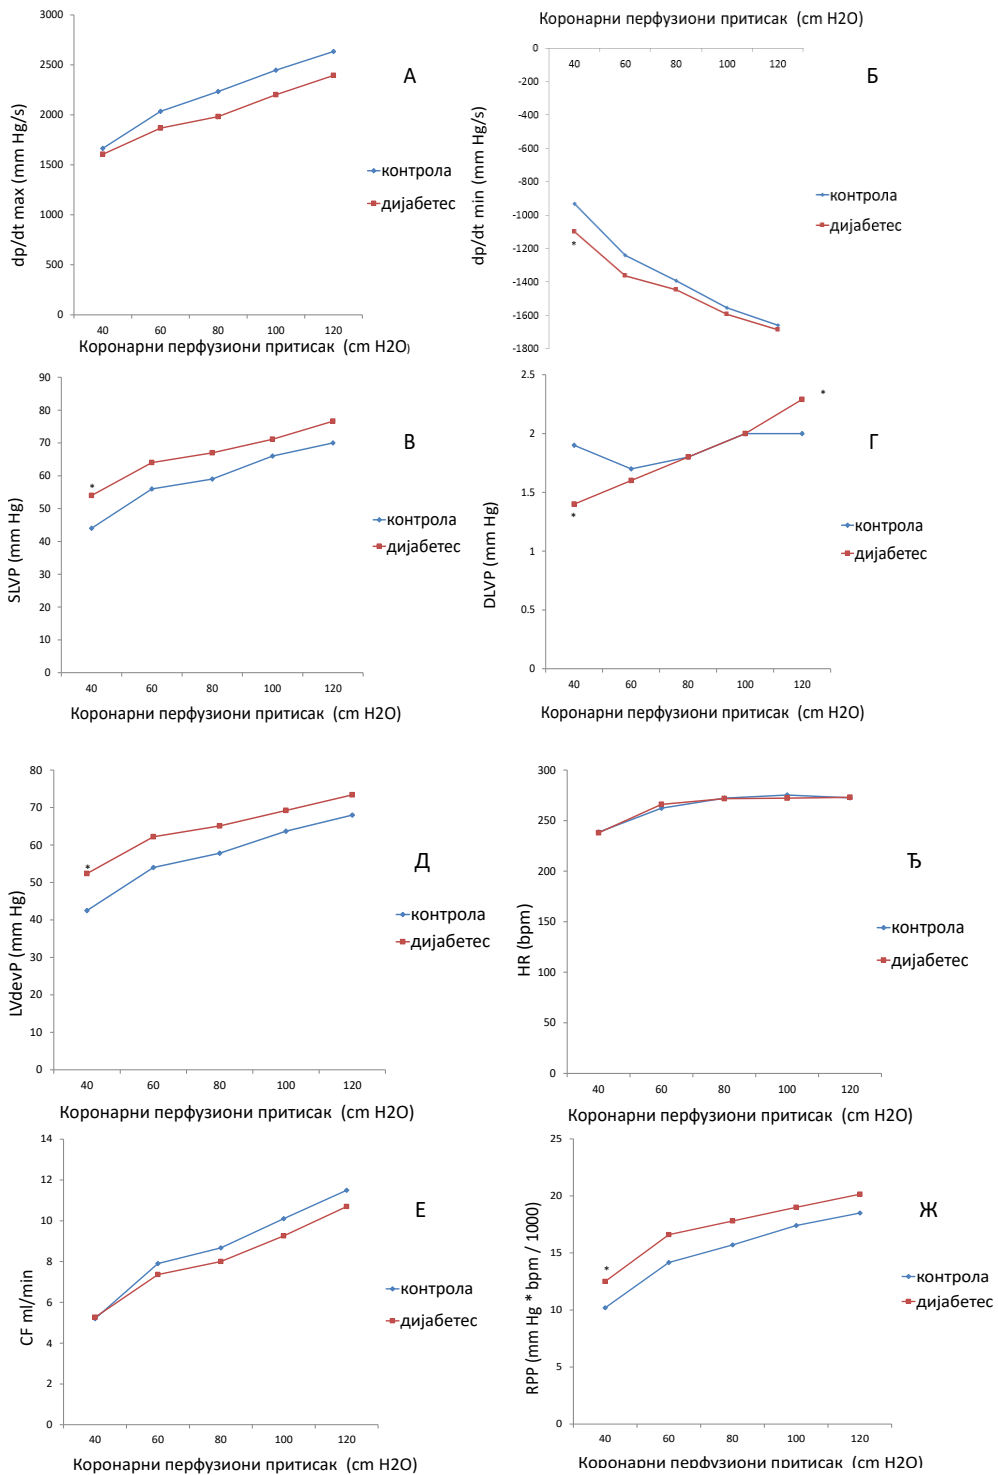 3000
2500
2000
1500
1000
500
0
dp/dt max (mm Hg/s)
А
контрола
дијабетес
40 60 80 100 120
Коронарни перфузиони притисак (cm H2O)
Коронарни перфузиони притисак (cm H2O)
40 60 80 100 120
0
-200
-400
-600
-800
-1000
-1200
-1400
-1600
-1800
dp/dt min (mm Hg/s)
Б
контрола
дијабетес
*
90
80
70
60
50
40
30
20
10
0
SLVP (mm Hg)
В
*
контрола
дијабетес
40 60 80 100 120
Коронарни перфузиони притисак (cm H2O)
2.5
2
1.5
1
0.5
0
DLVP (mm Hg)
Г
*
*
контрола
дијабетес
40 60 80 100 120
Коронарни перфузиони притисак (cm H2O)
80
70
60
50
40
30
20
10
0
LVdevP (mm Hg)
Д
*
контрола
дијабетес
40 60 80 100 120
Коронарни перфузиони притисак (cm H2O)
300
250
200
150
100
50
0
HR (bpm)
Ђ
контрола
дијабетес
40 60 80 100 120
Коронарни перфузиони притисак (cm H2O)
14
12
10
8
6
4
2
0
CF ml/min
Е
контрола
дијабетес
40 60 80 100 120
Коронарни перфузиони притисак (cm H2O)
25
20
15
10
5
0
RPP (mm Hg * bpm / 1000)
Ж
*
контрола
дијабетес
40 60 80 100 120
Коронарни перфузиони притисак (cm H2O)